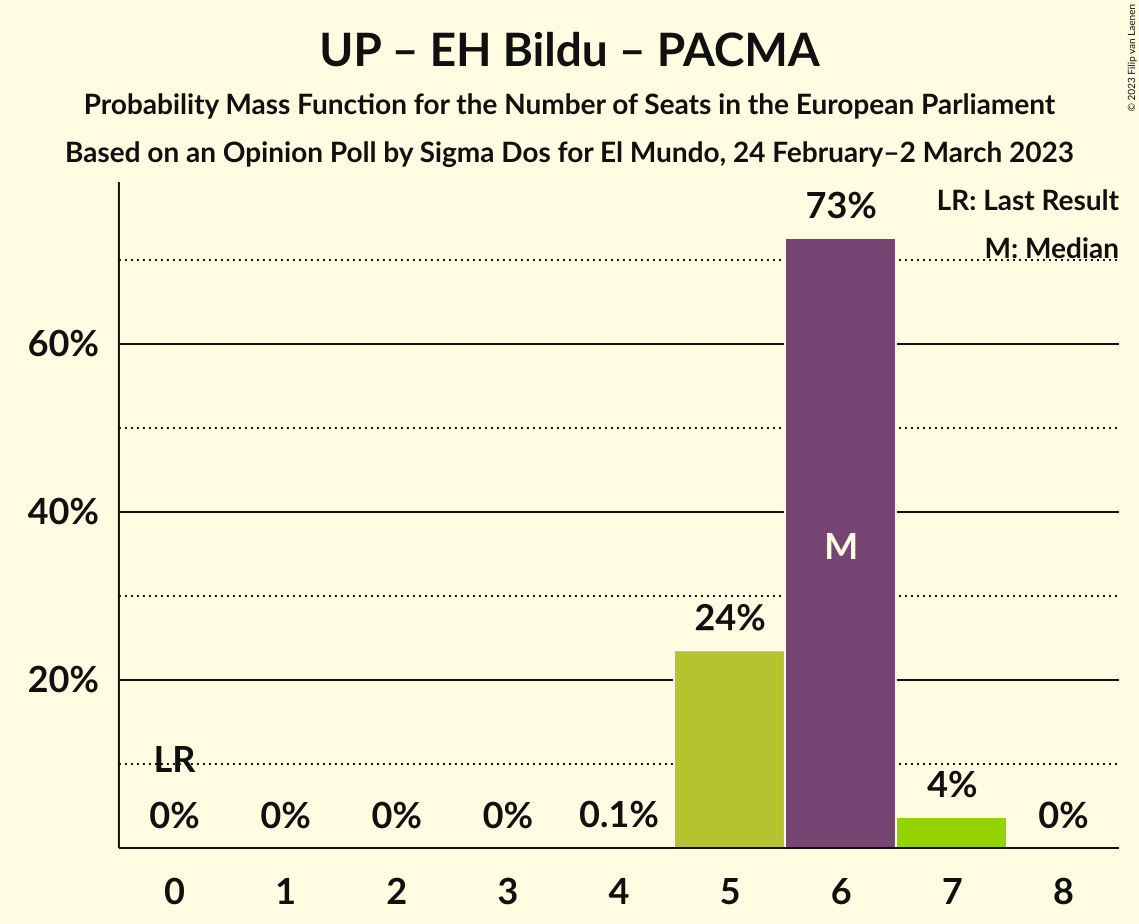 UP – EH Bildu – PACMA
Probability Mass Function for the Number of Seats in the European Parliament
Based on an Opinion Poll by Sigma Dos for El Mundo, 24 February–2 March 2023
© 2023 Filip van Laenen
LR: Last Result
M: Median
73%
60%
40%
M
24%
20%
LR
4%
0% 0% 0% 0% 0.1% 0%
0 1 2 3 4 5 6 7 8